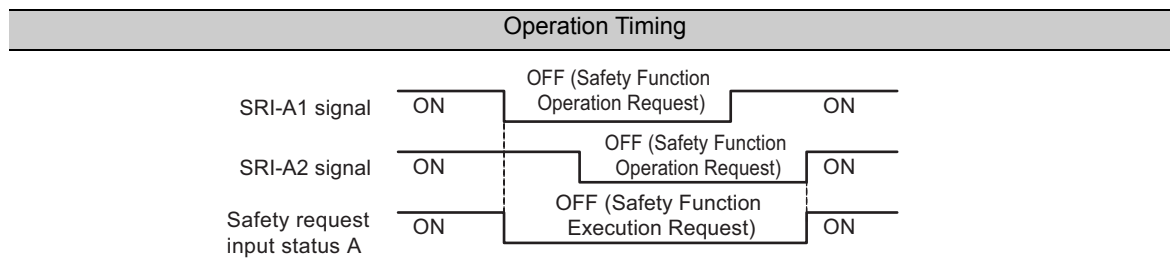 Operation Timing
OFF (Safety Function
Operation Request)
SRI-A1 signal ON ON
OFF (Safety Function
Operation Request)
SRI-A2 signal ON ON
OFF (Safety Function
Execution Request)
Safety request
input status A
ON ON